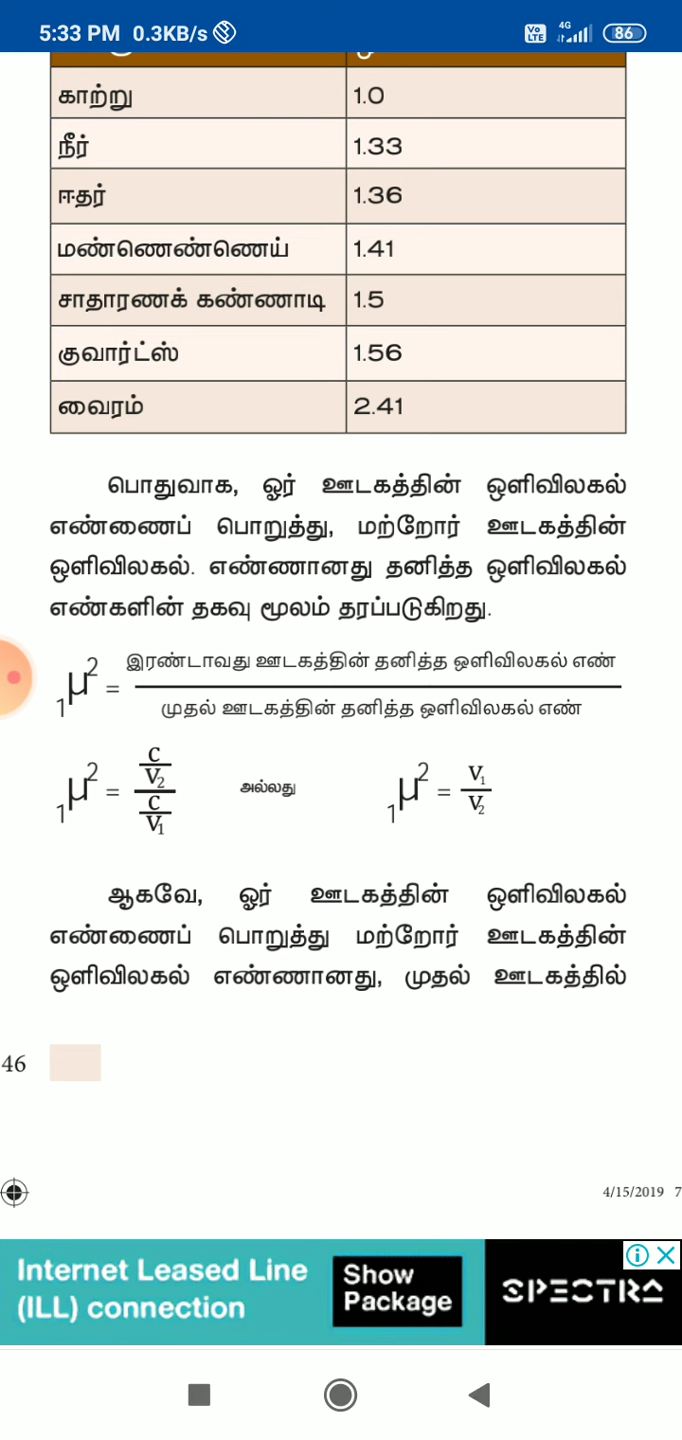 5:33 PM 0.3KB/s
Vo LTE 4G 86
காற்று 1.0
நீர் 1.33
ஈதர் 1.36
மண்ணெண்ணெய் 1.41
சாதாரணக் கண்ணாடி 1.5
குவார்ட்ஸ் 1.56
வைரம் 2.41
பொதுவாக, ஓர் ஊடகத்தின் ஒளிவிலகல்
எண்ணைப் பொறுத்து, மற்றோர் ஊடகத்தின்
ஒளிவிலகல். எண்ணானது தனித்த ஒளிவிலகல்
எண்களின் தகவு மூலம் தரப்படுகிறது.
இரண்டாவது ஊடகத்தின் தனித்த ஒளிவிலகல் எண்
₁μ² =
முதல் ஊடகத்தின் தனித்த ஒளிவிலகல் எண்
₁μ² = (C/V₂)/(C/V₁) அல்லது ₁μ² = V₁/V₂
ஆகவே, ஓர் ஊடகத்தின் ஒளிவிலகல்
எண்ணைப் பொறுத்து மற்றோர் ஊடகத்தின்
ஒளிவிலகல் எண்ணானது, முதல் ஊடகத்தில்
46
4/15/2019 7
Internet Leased Line
(ILL) connection
Show
Package
SPECTRA